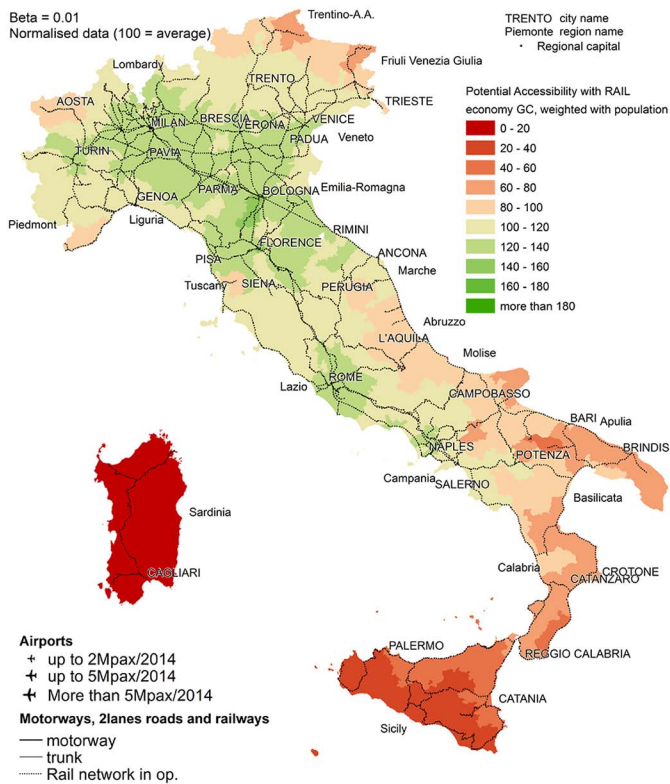 Beta = 0.01
Normalised data (100 = average)
Trentino-A.A.
TRENTO city name
Piemonte region name
Regional capital
Lombardy
Friuli Venezia Giulia
TRENTO
AOSTA
TRIESTE
Potential Accessibility with RAIL
economy GC, weighted with population
0 - 20
20 - 40
40 - 60
60 - 80
80 - 100
100 - 120
120 - 140
140 - 160
160 - 180
more than 180
MILAN
BRESCIA
VERONA
VENICE
PADUA
Veneto
TURIN
PAVIA
GENOA
PARMA
BOLOGNA
Emilia-Romagna
Piedmont
Liguria
RIMINI
FLORENCE
PISA
ANCONA
Marche
Tuscany
SIENA
PERUGIA
Abruzzo
L'AQUILA
Molise
Lazio
ROME
CAMPOBASSO
BARI
Apulia
NAPLES
POTENZA
BRINDIS
Campania
SALERNO
Basilicata
Sardinia
CAGLIARI
Calabria
CROTONE
CATANZARO
PALERMO
REGGIO CALABRIA
CATANIA
Sicily
Airports
up to 2Mpax/2014
up to 5Mpax/2014
More than 5Mpax/2014
Motorways, 2lanes roads and railways
motorway
trunk
Rail network in op.